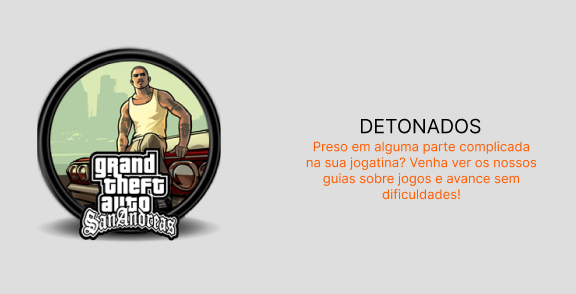 grand
theft
auto
San Andreas
DETONADOS
Preso em alguma parte complicada
na sua jogatina? Venha ver os nossos
guias sobre jogos e avance sem
dificuldades!